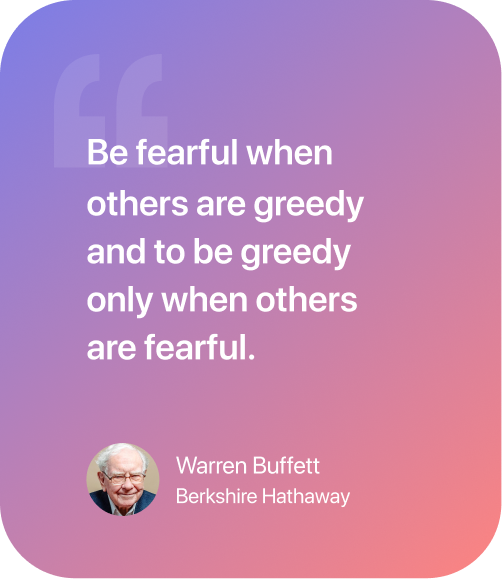 Be fearful when
others are greedy
and to be greedy
only when others
are fearful.
Warren Buffett
Berkshire Hathaway